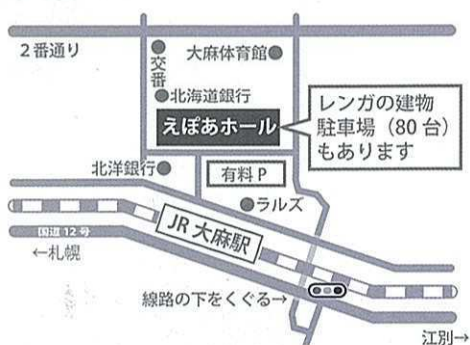 2番通り
交番
大麻体育館
北海道銀行
えぽあホール
レンガの建物
駐車場（80台）
もあります
北洋銀行
有料P
ラルズ
JR大麻駅
国道12号
←札幌
線路の下をくぐる→
江別→